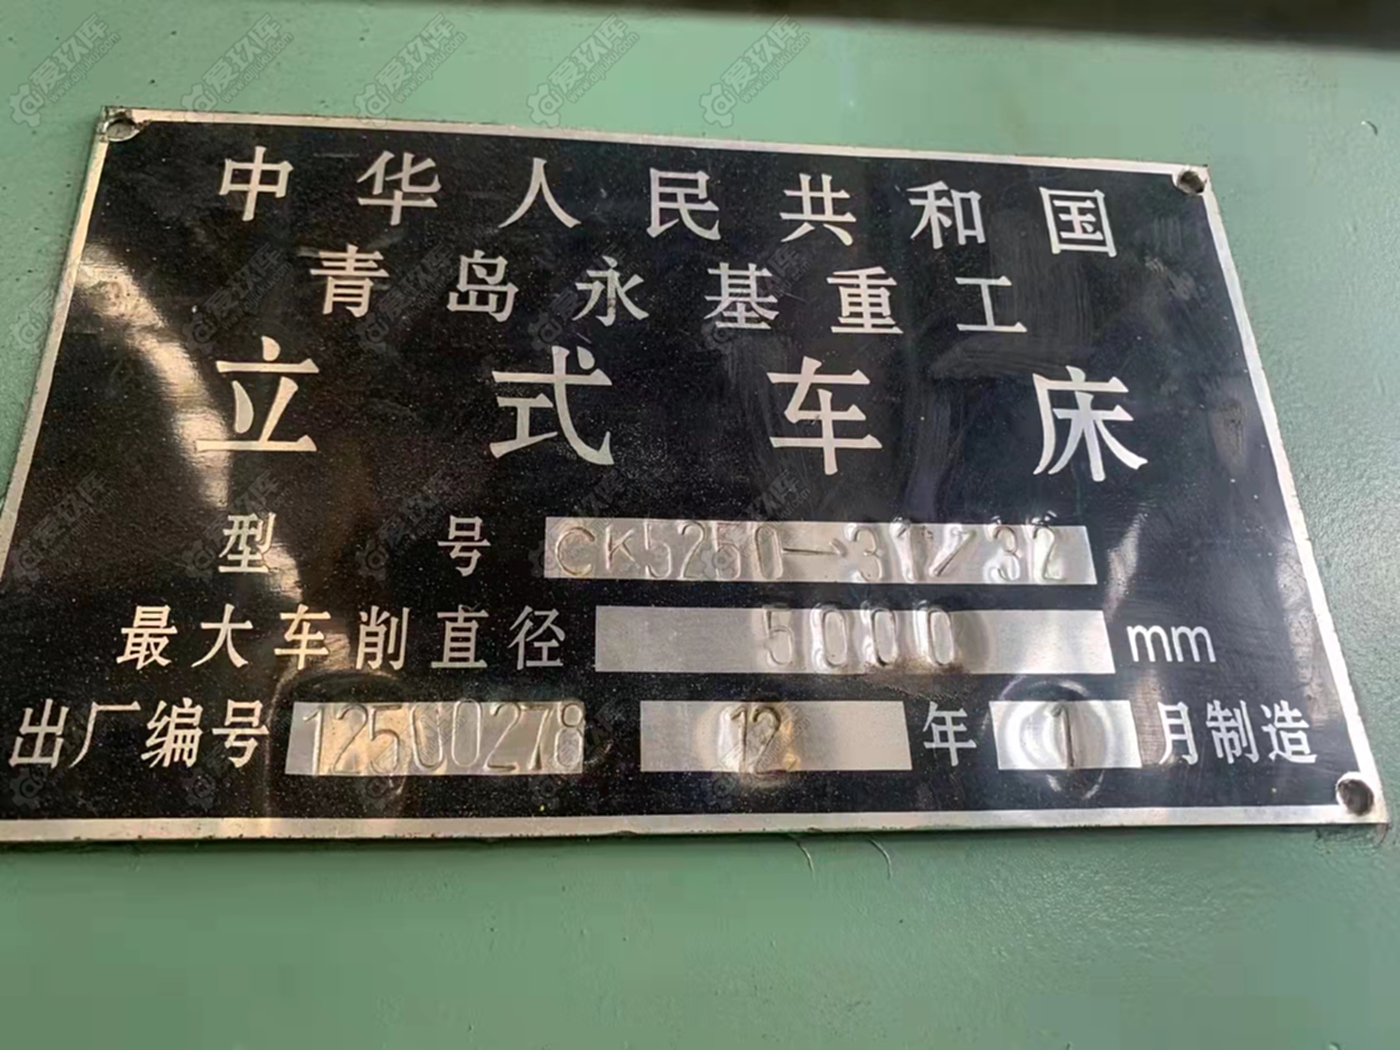 中华人民共和国
青岛永基重工
立式车床
型号 CK5250-31/32
最大车削直径 5000 mm
出厂编号 12500278 12 年 1 月制造